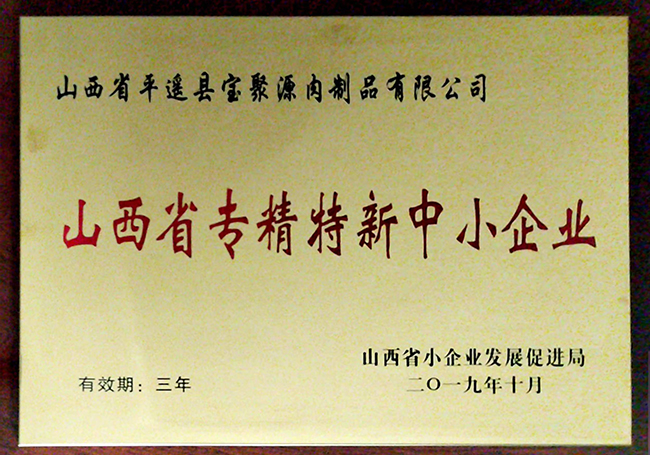 山西省平遥县宝聚源肉制品有限公司
山西省专精特新中小企业
山西省小企业发展促进局
有效期：三年
二〇一九年十月